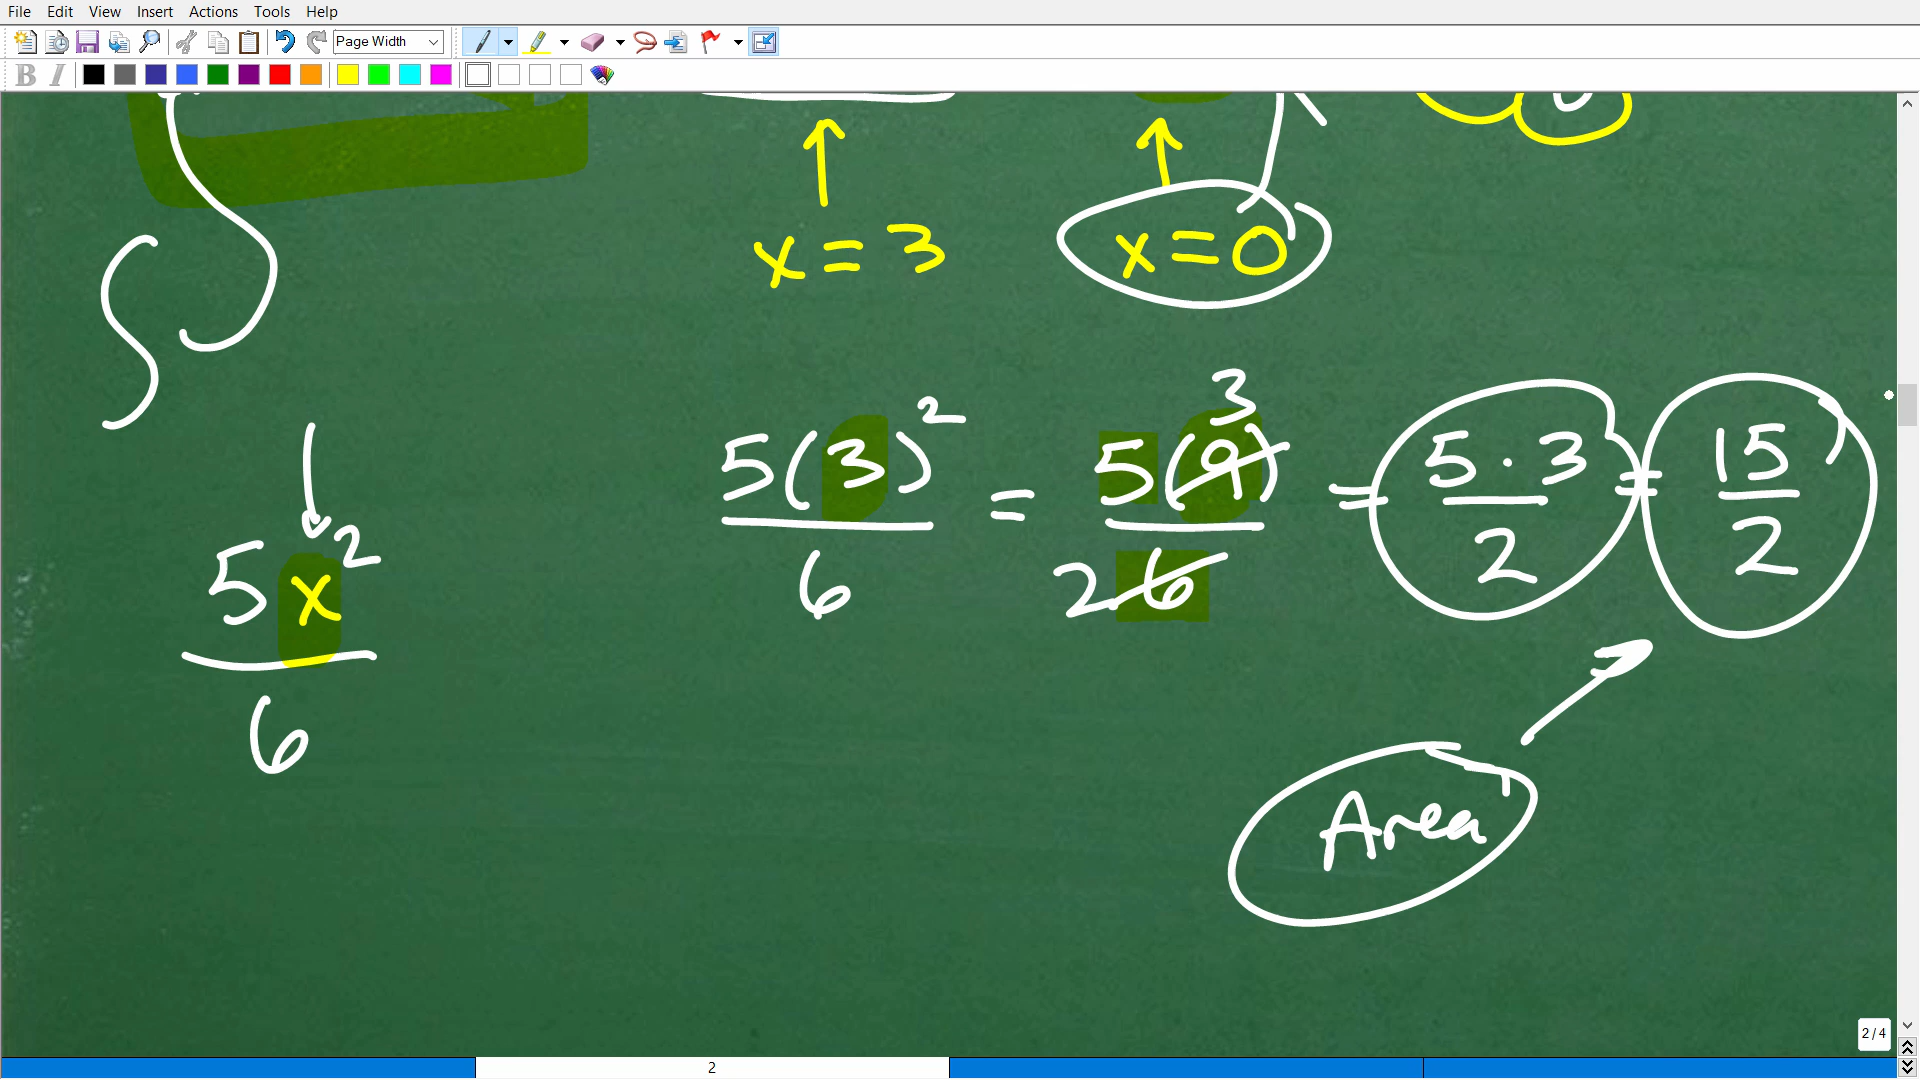 File Edit View Insert Actions Tools Help
Page Width
B I
x = 3
x = 0
∫
5x²/6
5(3)²/6 = 5(9)/6 = 5·3/2 = 15/2
3
2
Area
2 / 4
2